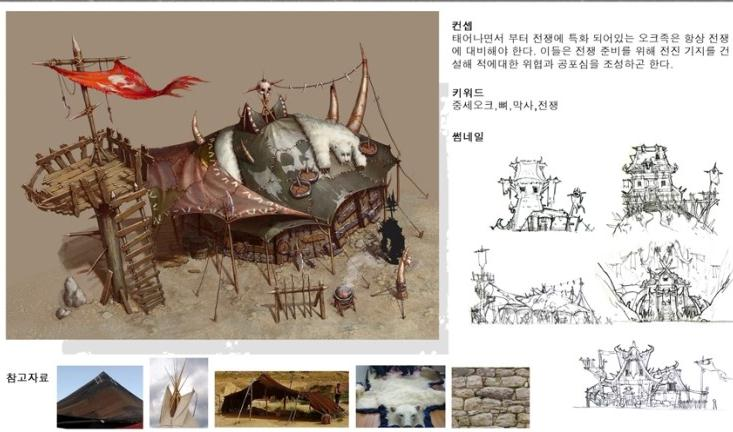 컨셉
태어나면서 부터 전쟁에 특화 되어있는 오크족은 항상 전쟁
에 대비해야 한다. 이들은 전쟁 준비를 위해 전진 기지를 건
설해 적에대한 위협과 공포심을 조성하곤 한다.
키워드
중세오크,뼈,막사,전쟁
썸네일
참고자료